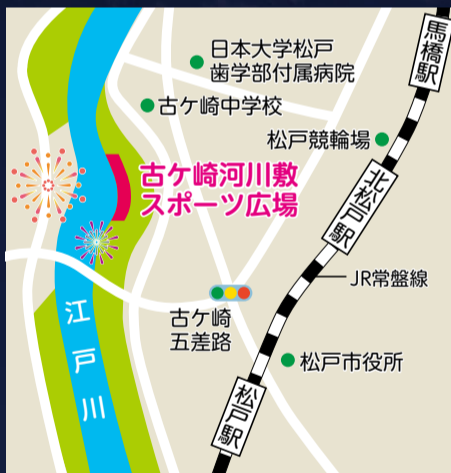 馬橋駅
日本大学松戸
歯学部付属病院
古ケ崎中学校
松戸競輪場
古ケ崎河川敷
スポーツ広場
北松戸駅
JR常盤線
古ケ崎
五差路
江戸川
松戸市役所
松戸駅